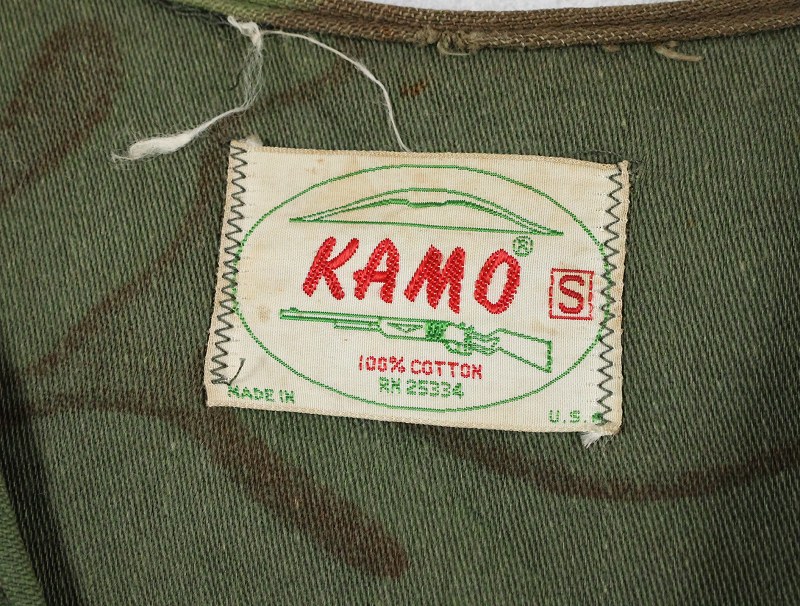 KAMO®
S
100% COTTON
RN 25334
MADE IN U.S.A